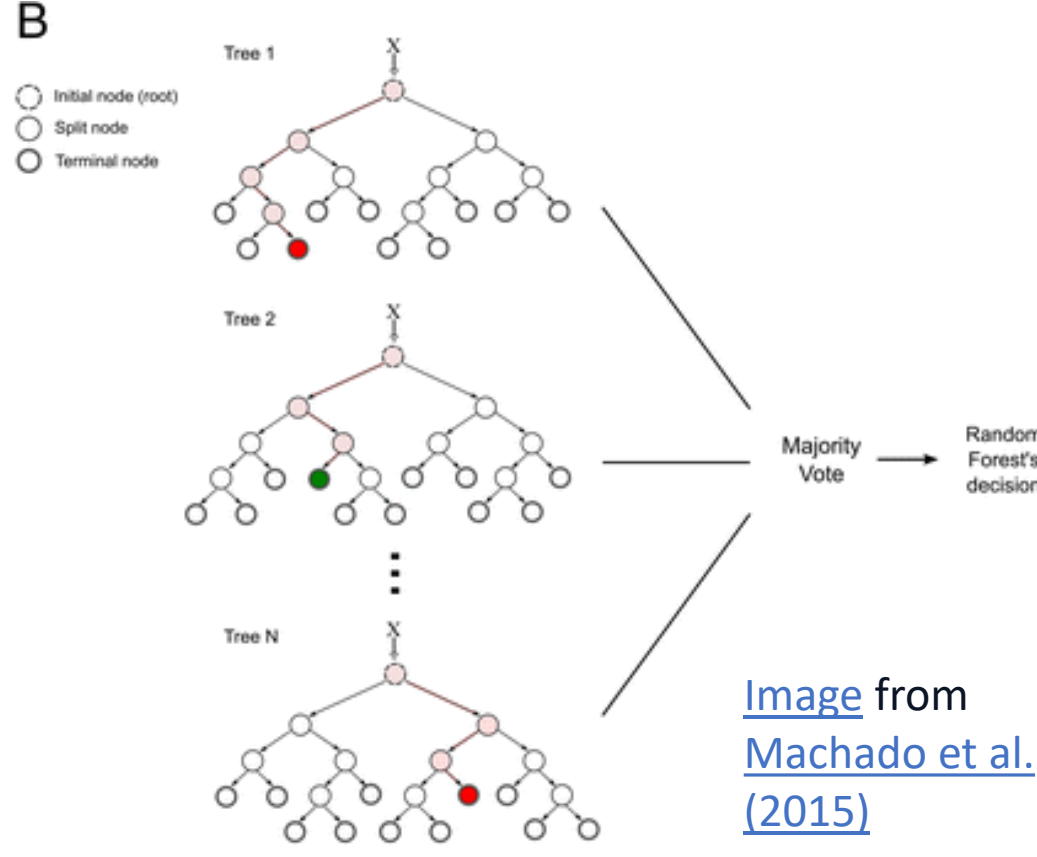 B
Initial node (root)
Split node
Terminal node
Tree 1
X
Tree 2
X
Tree N
X
Majority
Vote
Random
Forest's
decision
Image from
Machado et al.
(2015)